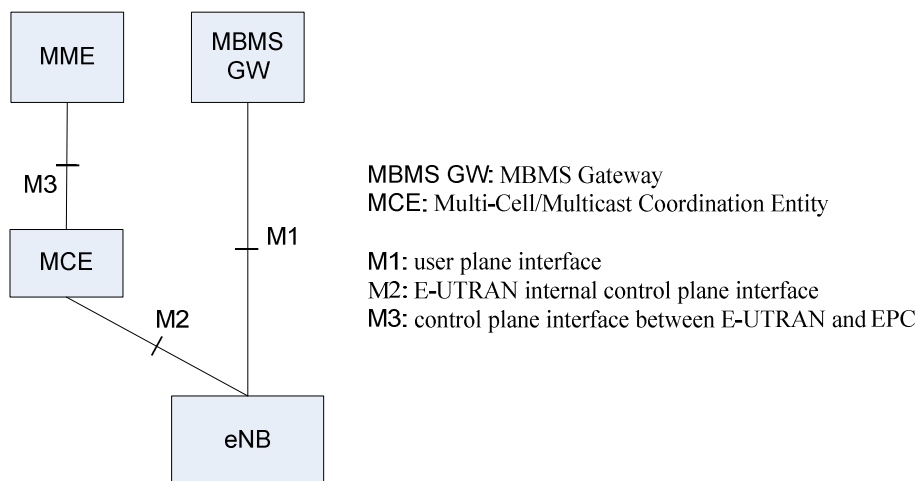 MME
MBMS
GW
M3
M1
MCE
M2
eNB
MBMS GW: MBMS Gateway
MCE: Multi-Cell/Multicast Coordination Entity
M1: user plane interface
M2: E-UTRAN internal control plane interface
M3: control plane interface between E-UTRAN and EPC